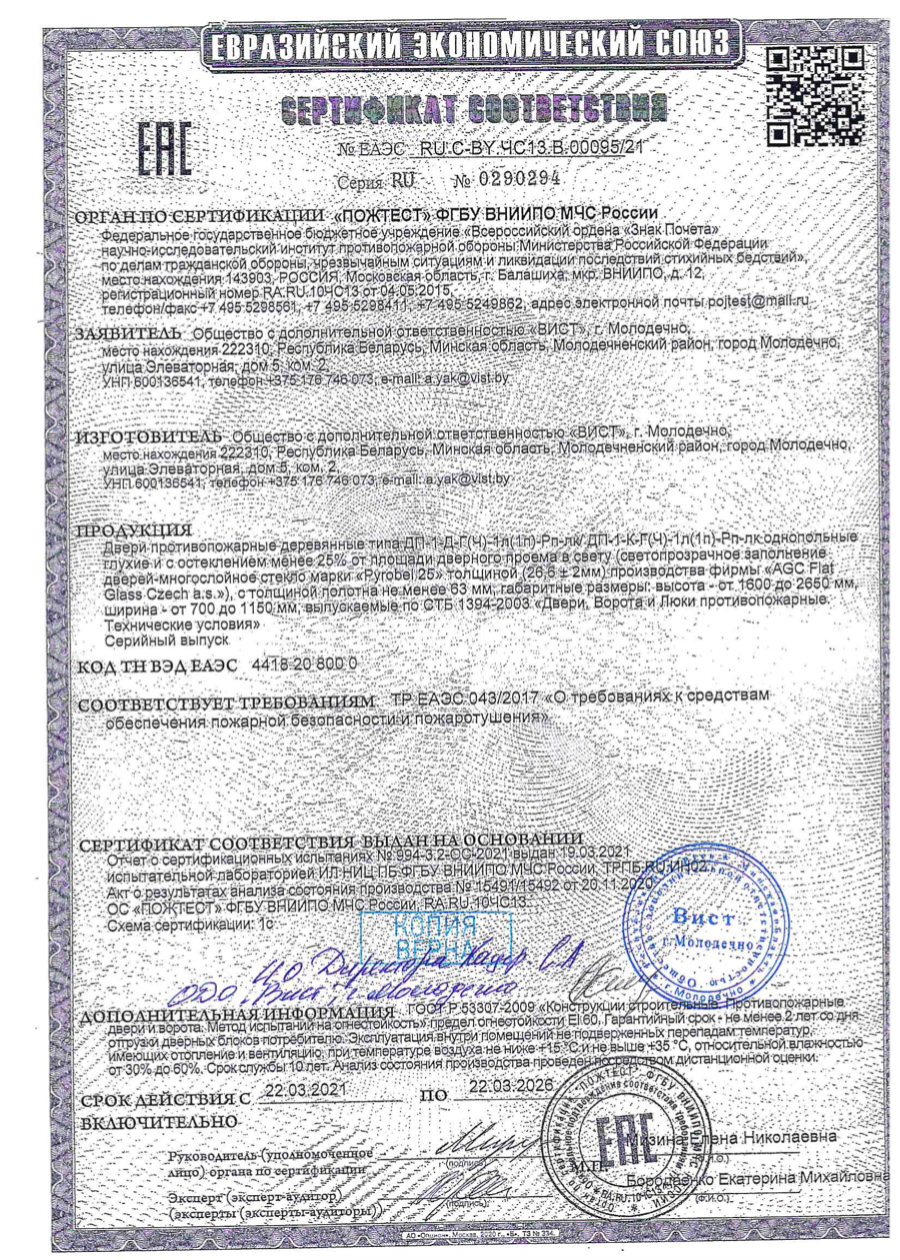 ЕВРАЗИЙСКИЙ ЭКОНОМИЧЕСКИЙ СОЮЗ
СЕРТИФИКАТ СООТВЕТСТВИЯ
ЕАС
№ ЕАЭС RU C-BY.ЧС13.В.00095/21
Серия RU № 0290294
ОРГАН ПО СЕРТИФИКАЦИИ «ПОЖТЕСТ» ФГБУ ВНИИПО МЧС России
Федеральное государственное бюджетное учреждение «Всероссийский ордена «Знак Почета»
научно-исследовательский институт противопожарной обороны Министерства Российской Федерации
по делам гражданской обороны, чрезвычайным ситуациям и ликвидации последствий стихийных бедствий»,
место нахождения 143903, РОССИЯ, Московская область, г. Балашиха, мкр. ВНИИПО, д. 12,
регистрационный номер RA.RU.10ЧС13 от 04.05.2015,
телефон/факс +7 495 5298561, +7 495 5298411, +7 495 5249862, адрес электронной почты pojtest@mail.ru
ЗАЯВИТЕЛЬ Общество с дополнительной ответственностью «ВИСТ», г. Молодечно,
место нахождения 222310, Республика Беларусь, Минская область, Молодечненский район, город Молодечно,
улица Элеваторная, дом 5, ком. 2,
УНП 600136541, телефон +375 176 746 073, e-mail: a.yak@vist.by
ИЗГОТОВИТЕЛЬ Общество с дополнительной ответственностью «ВИСТ», г. Молодечно,
место нахождения 222310, Республика Беларусь, Минская область, Молодечненский район, город Молодечно,
улица Элеваторная, дом 5, ком. 2,
УНП 600136541, телефон +375 176 746 073, e-mail: a.yak@vist.by
ПРОДУКЦИЯ
Двери противопожарные деревянные типа ДП-1-Д-Г(Ч)-1л(1п)-Рп-лк/ ДП-1-К-Г(Ч)-1л(1п)-Рп-лк однопольные
глухие и с остеклением менее 25% от площади дверного проема в свету (светопрозрачное заполнение
дверей-многослойное стекло марки «Pyrobel 25» толщиной (26,6 ± 2мм) производства фирмы «AGC Flat
Glass Czech a.s.»), с толщиной полотна не менее 63 мм; габаритные размеры: высота - от 1600 до 2650 мм,
ширина - от 700 до 1150 мм, выпускаемые по СТБ 1394-2003 «Двери, Ворота и Люки противопожарные.
Технические условия»
Серийный выпуск
КОД ТН ВЭД ЕАЭС 4418 20 800 0
СООТВЕТСТВУЕТ ТРЕБОВАНИЯМ ТР ЕАЭС 043/2017 «О требованиях к средствам
обеспечения пожарной безопасности и пожаротушения»
СЕРТИФИКАТ СООТВЕТСТВИЯ ВЫДАН НА ОСНОВАНИИ
Отчет о сертификационных испытаниях № 994-3.2-ОС-2021 выдан 19.03.2021
испытательной лабораторией ИЛ НИЦ ПБ ФГБУ ВНИИПО МЧС России, ТРПБ.RU.ИН02
Акт о результатах анализа состояния производства № 15491/15492 от 20.11.2020
ОС «ПОЖТЕСТ» ФГБУ ВНИИПО МЧС России, RA.RU.10ЧС13.
Схема сертификации: 1с
КОПИЯ
ВЕРНА
Вист
г. Молодечно
И.О Директора С.А
ОДО "Вист" г. Молодечно
ДОПОЛНИТЕЛЬНАЯ ИНФОРМАЦИЯ ГОСТ Р 53307-2009 «Конструкции строительные. Противопожарные
двери и ворота. Метод испытаний на огнестойкость» предел огнестойкости EI 60. Гарантийный срок - не менее 2 лет со дня
отгрузки дверных блоков потребителю. Эксплуатация внутри помещений не подверженных перепадам температур,
имеющих отопление и вентиляцию, при температуре воздуха не ниже +15 °С и не выше +35 °С, относительной влажностью
от 30% до 60%. Срок службы 10 лет. Анализ состояния производства проведен посредством дистанционной оценки.
СРОК ДЕЙСТВИЯ С 22.03.2021 ПО 22.03.2026
ВКЛЮЧИТЕЛЬНО
Руководитель (уполномоченное
лицо) органа по сертификации
(подпись)
М.П.
ЕАС
Мизина Елена Николаевна
(Ф.И.О.)
Эксперт (эксперт-аудитор)
(эксперты (эксперты-аудиторы))
(подпись)
Бородаенко Екатерина Михайловна
(Ф.И.О.)
АО «Опцион», Москва, 2020 г., «Б», ТЗ № 334.